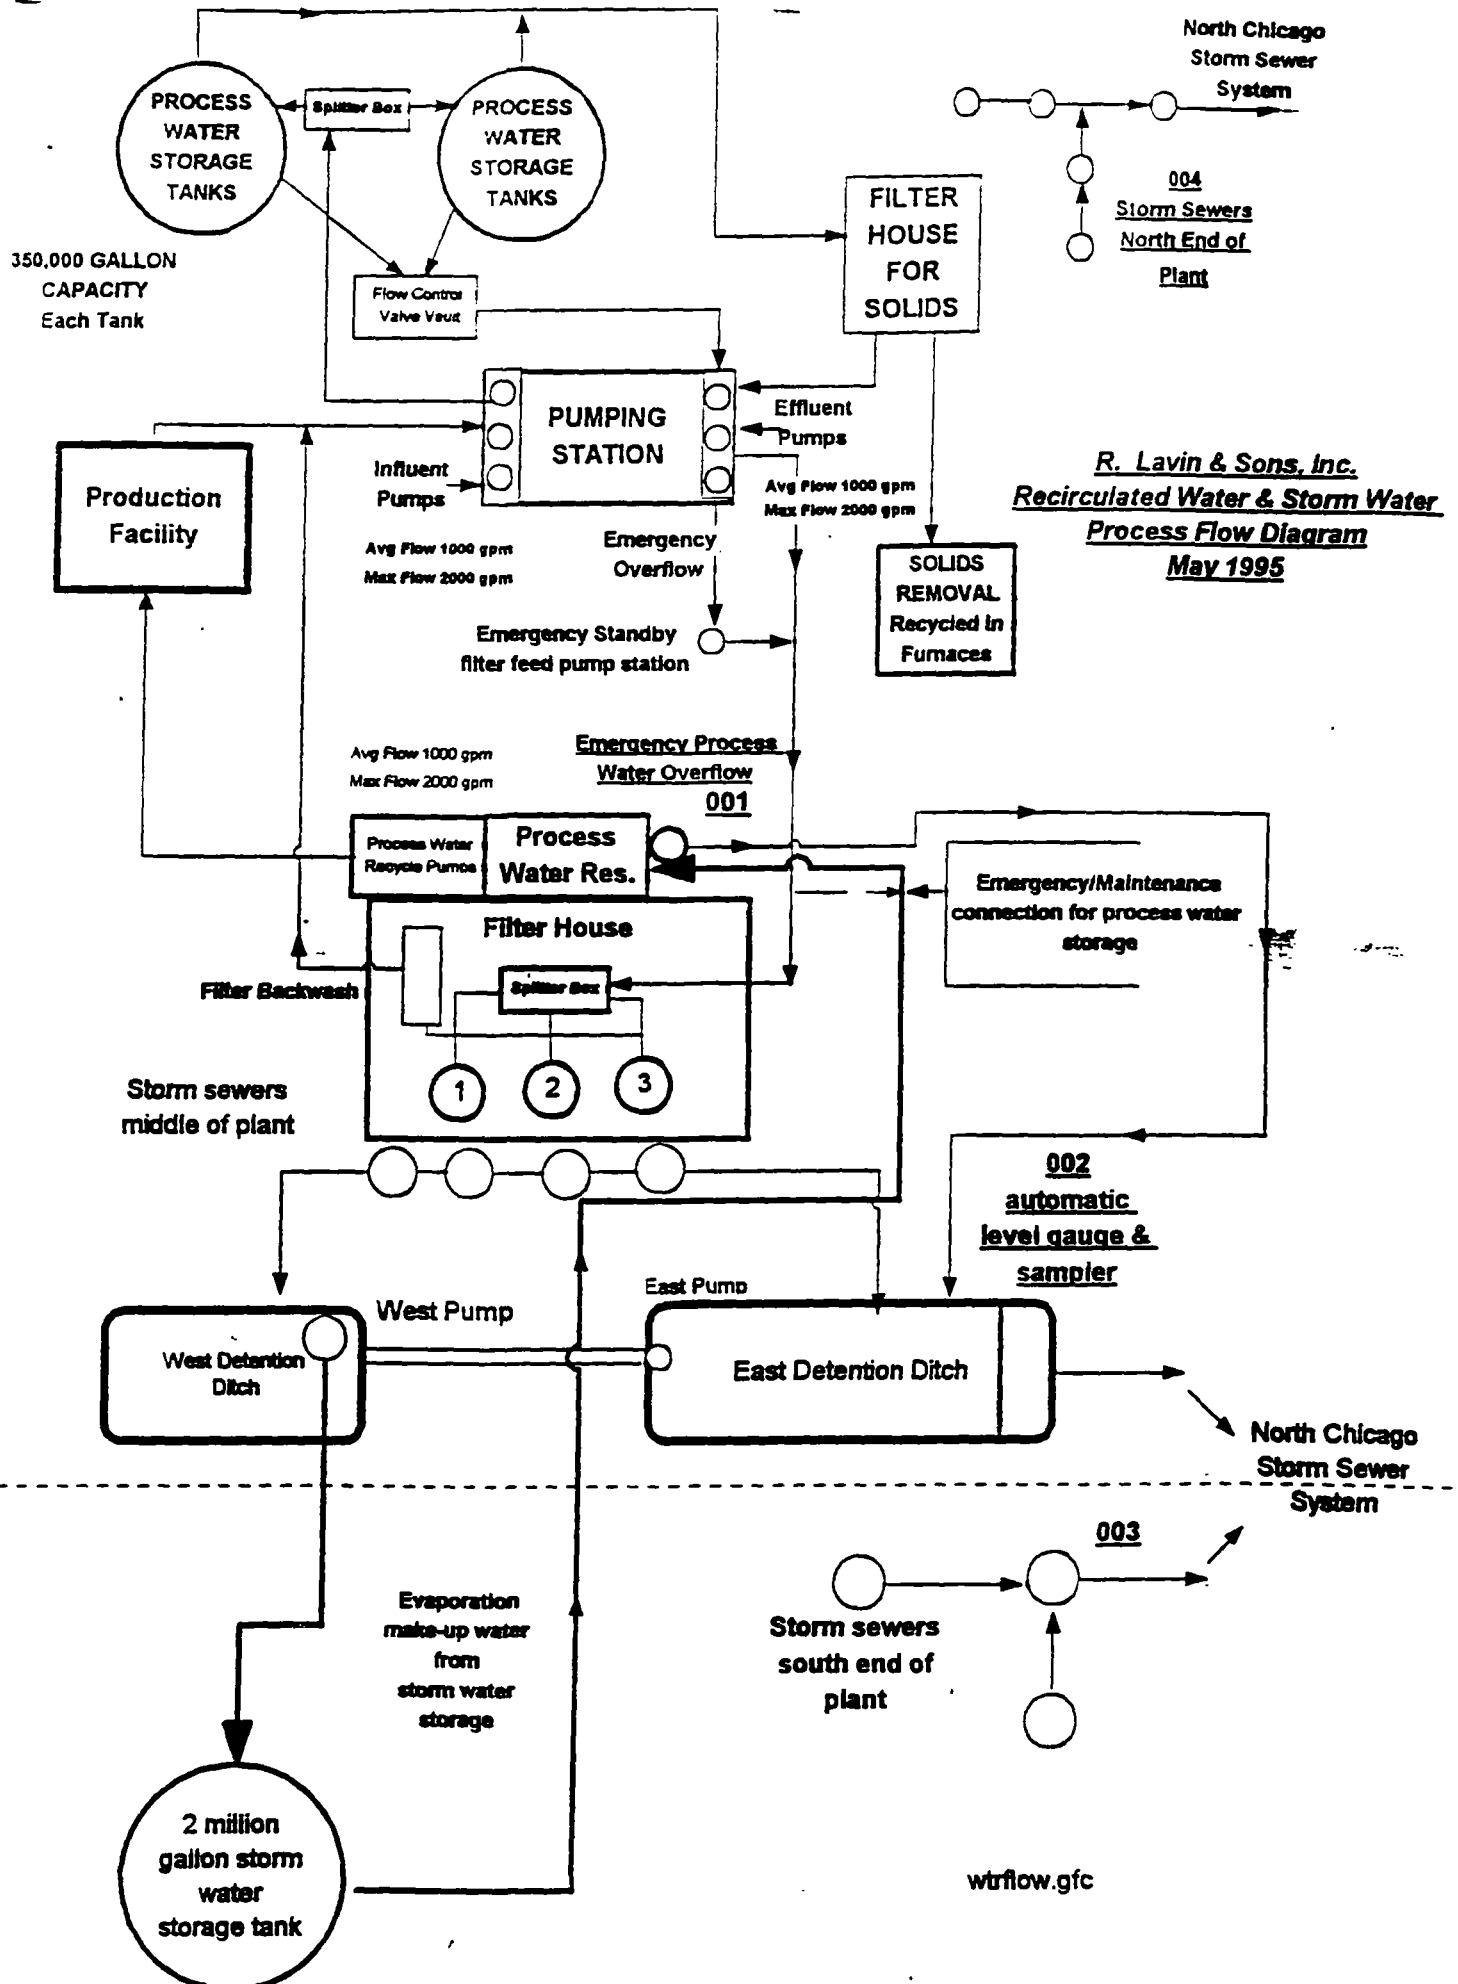 North Chicago
Storm Sewer
System
PROCESS
WATER
STORAGE
TANKS
Splitter Box
PROCESS
WATER
STORAGE
TANKS
004
Storm Sewers
North End of
Plant
FILTER
HOUSE
FOR
SOLIDS
350,000 GALLON
CAPACITY
Each Tank
Flow Control
Valve Vault
PUMPING
STATION
Effluent
Pumps
Influent
Pumps
Avg Flow 1000 gpm
Max Flow 2000 gpm
Avg Flow 1000 gpm
Max Flow 2000 gpm
Production
Facility
R. Lavin & Sons, Inc.
Recirculated Water & Storm Water
Process Flow Diagram
May 1995
Emergency
Overflow
SOLIDS
REMOVAL
Recycled in
Furnaces
Emergency Standby
filter feed pump station
Avg Flow 1000 gpm
Max Flow 2000 gpm
Emergency Process
Water Overflow
001
Process Water
Recycle Pumps
Process
Water Res.
Emergency/Maintenance
connection for process water
storage
Filter House
Filter Backwash
Splitter Box
1
2
3
Storm sewers
middle of plant
002
automatic
level gauge &
sampler
East Pump
West Pump
West Detention
Ditch
East Detention Ditch
North Chicago
Storm Sewer
System
003
Storm sewers
south end of
plant
Evaporation
make-up water
from
storm water
storage
2 million
gallon storm
water
storage tank
wtrflow.gfc